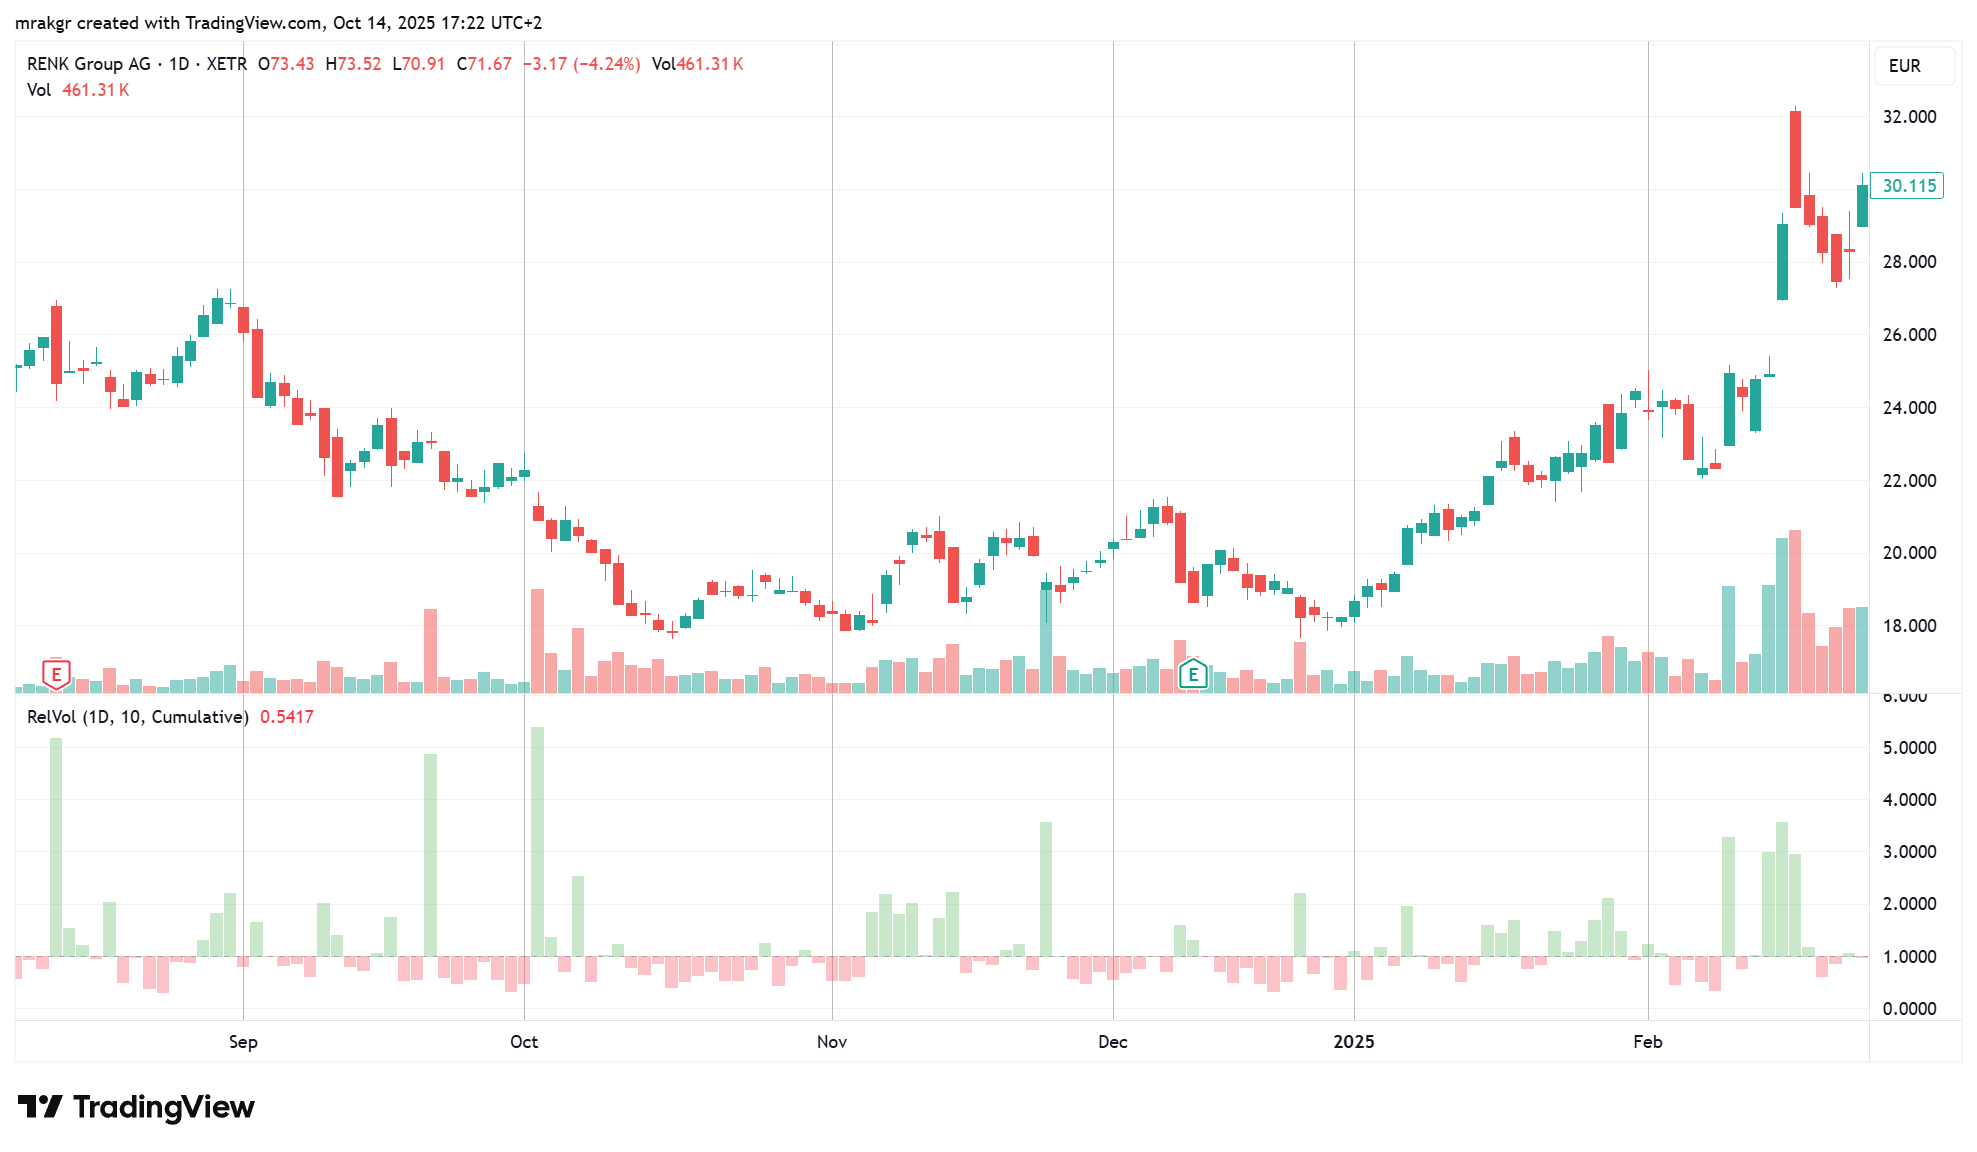 mrakgr created with TradingView.com, Oct 14, 2025 17:22 UTC+2
RENK Group AG · 1D · XETR O73.43 H73.52 L70.91 C71.67 −3.17 (−4.24%) Vol461.31 K
Vol 461.31 K
EUR
32.000
30.115
28.000
26.000
24.000
22.000
20.000
18.000
E
E
6.000
RelVol (1D, 10, Cumulative) 0.5417
5.0000
4.0000
3.0000
2.0000
1.0000
0.0000
Sep Oct Nov Dec 2025 Feb
TradingView